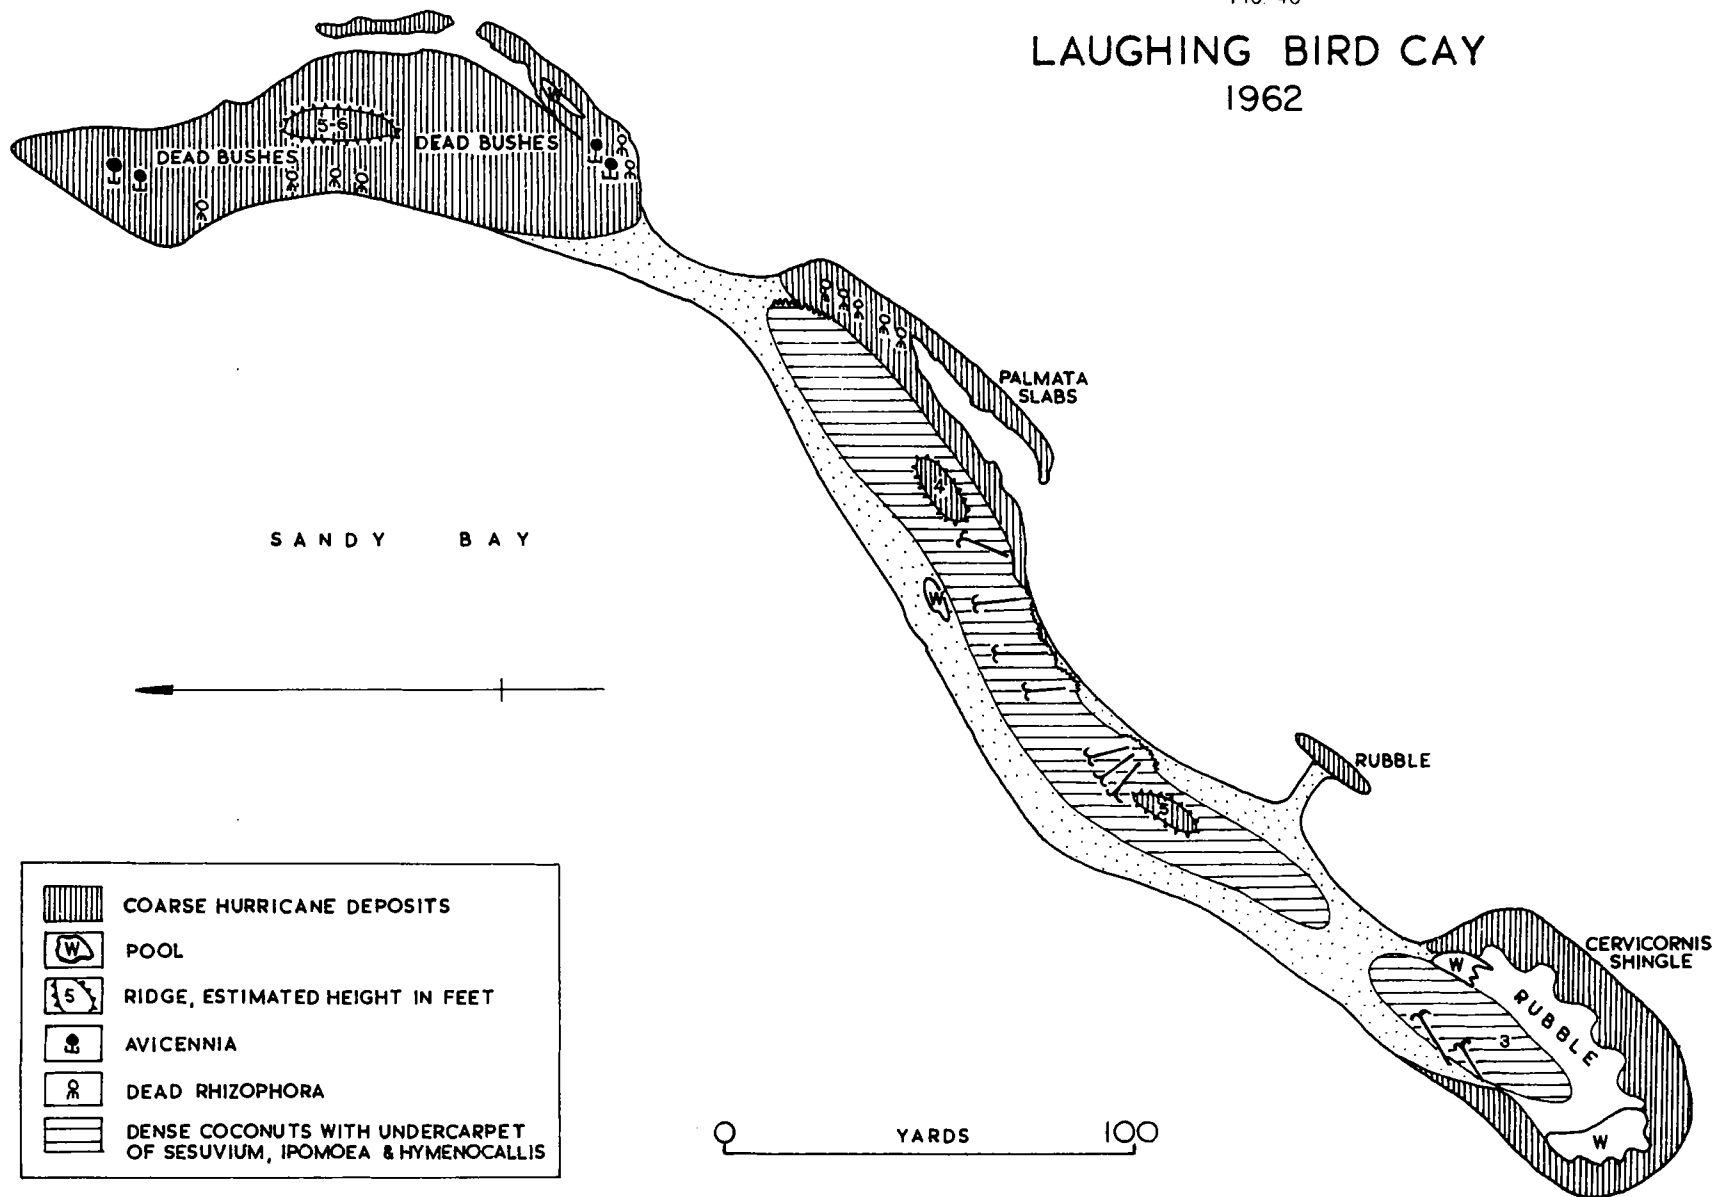 LAUGHING BIRD CAY
1962
5-6
DEAD BUSHES
DEAD BUSHES
W
PALMATA
SLABS
4
SANDY BAY
W
RUBBLE
5
CERVICORNIS
SHINGLE
W
RUBBLE
3
W
COARSE HURRICANE DEPOSITS
W POOL
5 RIDGE, ESTIMATED HEIGHT IN FEET
AVICENNIA
DEAD RHIZOPHORA
DENSE COCONUTS WITH UNDERCARPET
OF SESUVIUM, IPOMOEA & HYMENOCALLIS
0 YARDS 100